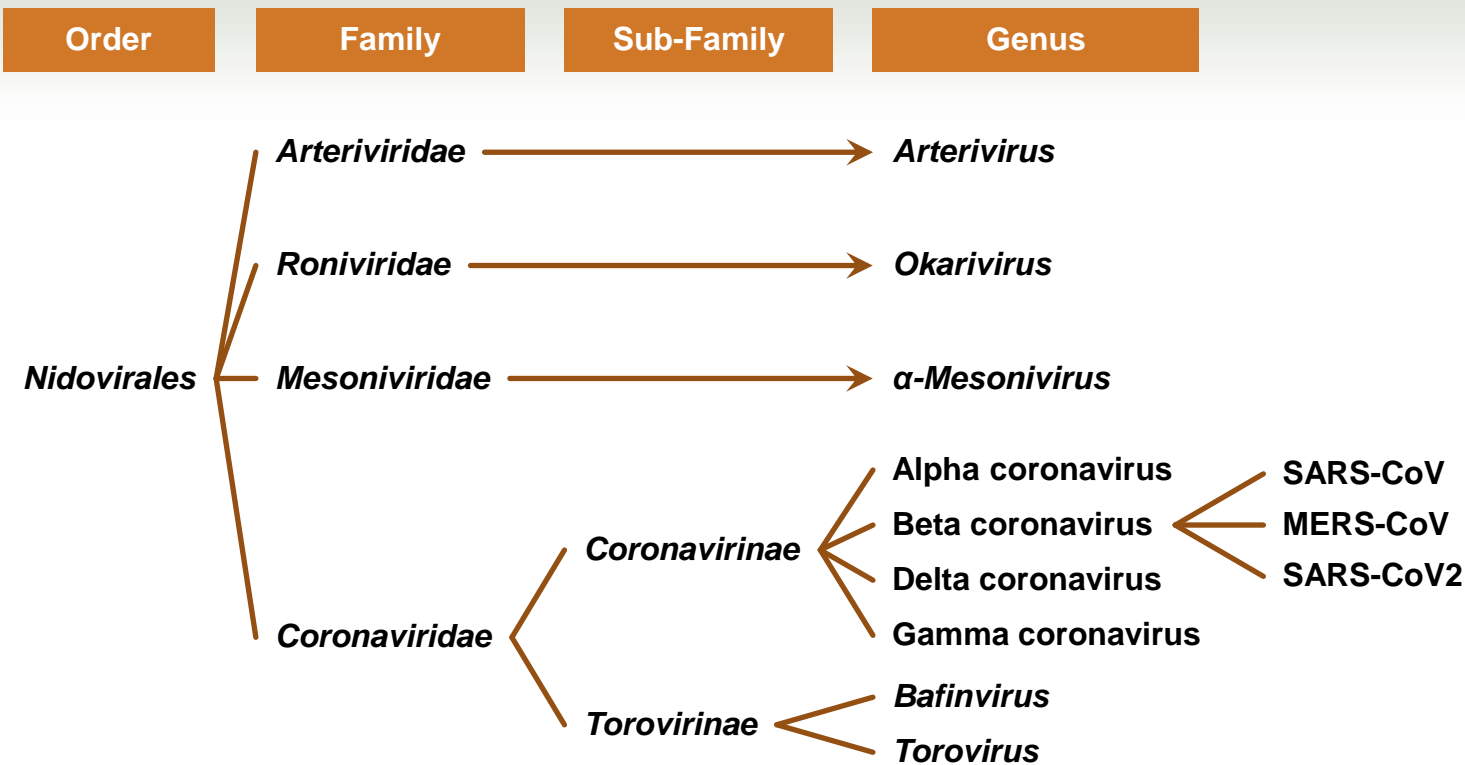 Order Family Sub-Family Genus
Arteriviridae Arterivirus
Roniviridae Okarivirus
Nidovirales Mesoniviridae α-Mesonivirus
Alpha coronavirus SARS-CoV
Beta coronavirus MERS-CoV
Coronavirinae
Delta coronavirus SARS-CoV2
Coronaviridae Gamma coronavirus
Bafinvirus
Torovirinae
Torovirus